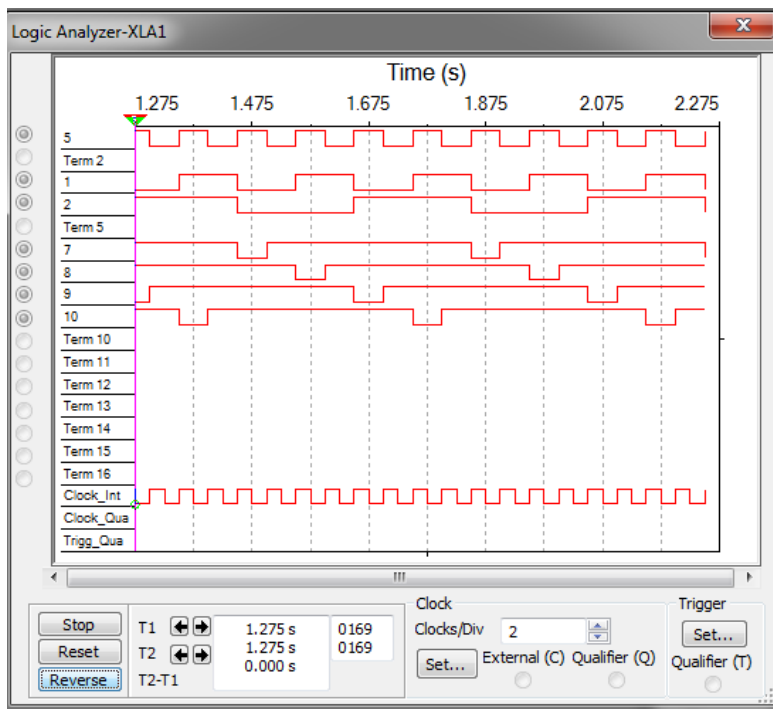 Logic Analyzer-XLA1
Time (s)
1.275 1.475 1.675 1.875 2.075 2.275
5
Term 2
1
2
Term 5
7
8
9
10
Term 10
Term 11
Term 12
Term 13
Term 14
Term 15
Term 16
Clock_Int
Clock_Qua
Trigg_Qua
Stop
Reset
Reverse
T1 1.275 s 0169
T2 1.275 s 0169
T2-T1 0.000 s
Clock
Clocks/Div 2
Set... External (C) Qualifier (Q)
Trigger
Set...
Qualifier (T)